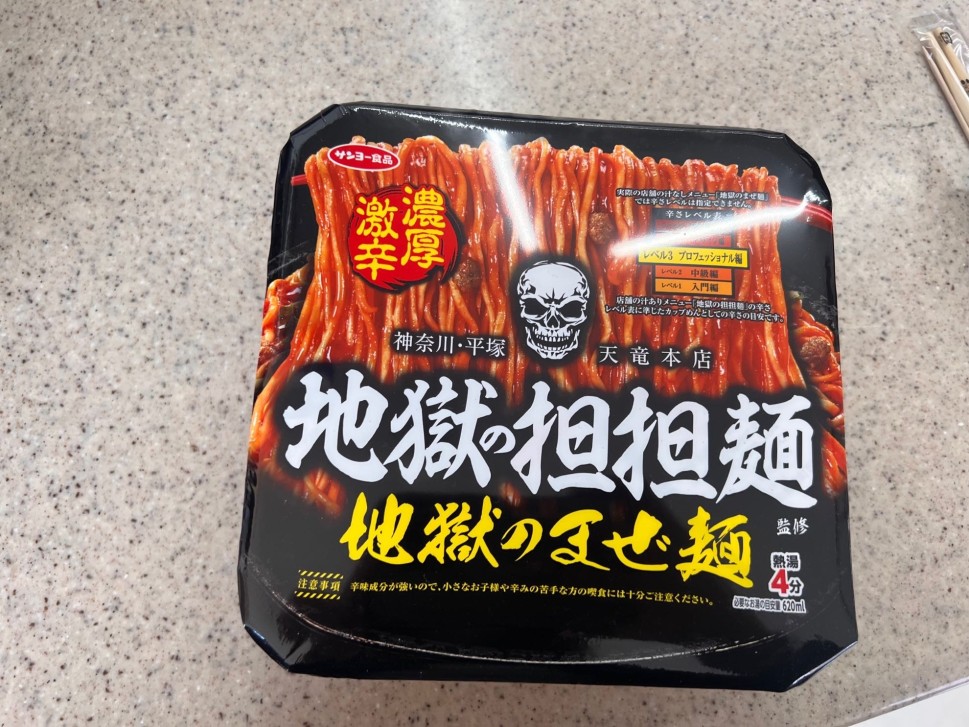 サンヨー食品
濃厚
激辛
実際の店舗の汁なしメニュー「地獄のまぜ麺」
では辛さレベルは指定できません。
辛さレベル表
レベル3 プロフェッショナル編
レベル2 中級編
レベル1 入門編
店舗の汁ありメニュー「地獄の担担麺」の辛さ
レベル表に準じたカップめんとしての辛さの目安です。
神奈川・平塚 天竜本店
地獄の担担麺
監修
地獄のまぜ麺
熱湯
4分
必要なお湯の目安量 620ml
注意事項 辛味成分が強いので、小さなお子様や辛みの苦手な方の喫食には十分ご注意ください。